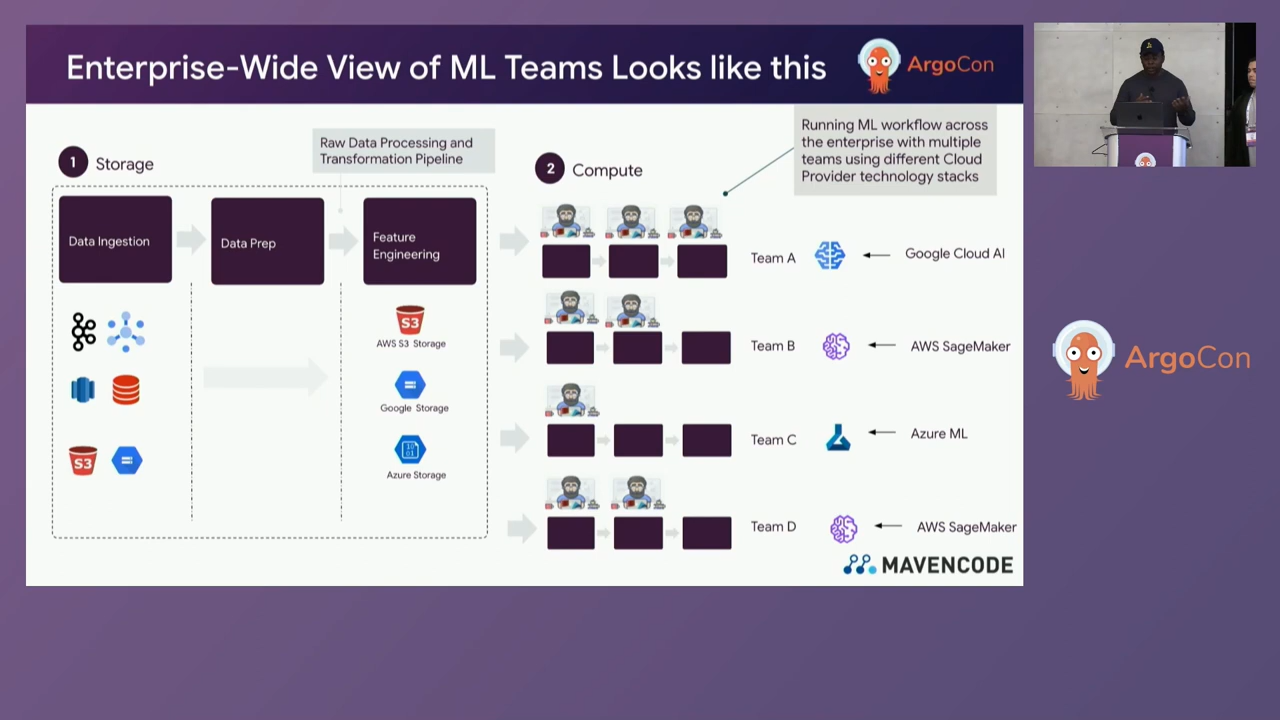 Enterprise-Wide View of ML Teams Looks like this
ArgoCon
1 Storage
Raw Data Processing and
Transformation Pipeline
2 Compute
Running ML workflow across
the enterprise with multiple
teams using different Cloud
Provider technology stacks
Data Ingestion
Data Prep
Feature
Engineering
Team A
Google Cloud AI
S3
AWS S3 Storage
Team B
AWS SageMaker
Google Storage
S3
10
01
Azure Storage
Team C
Azure ML
Team D
AWS SageMaker
MAVENCODE
ArgoCon